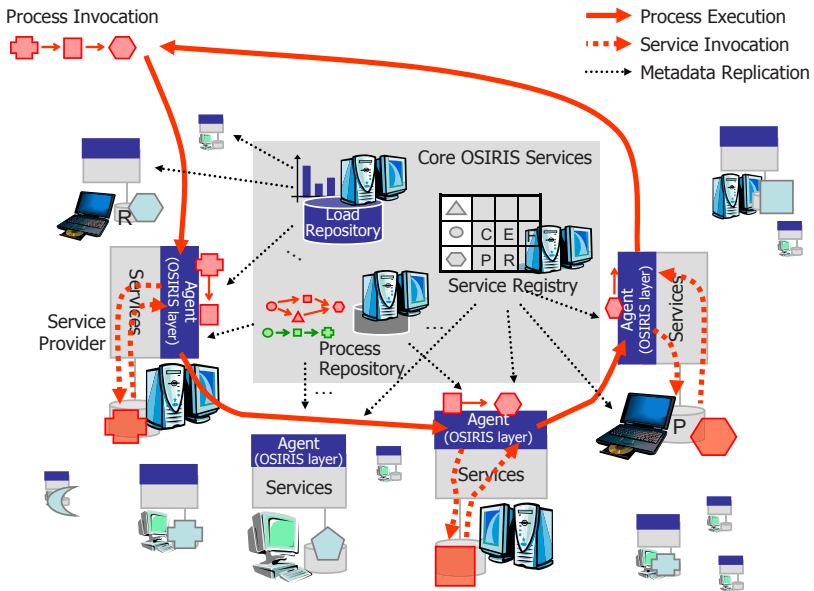 Process Invocation
Process Execution
Service Invocation
Metadata Replication
Core OSIRIS Services
Load
Repository
C E
P R
Service Registry
Process
Repository
...
...
...
R
Services
Agent
(OSIRIS layer)
Service
Provider
Agent
(OSIRIS layer)
Services
P
Agent
(OSIRIS layer)
Services
Agent
(OSIRIS layer)
Services